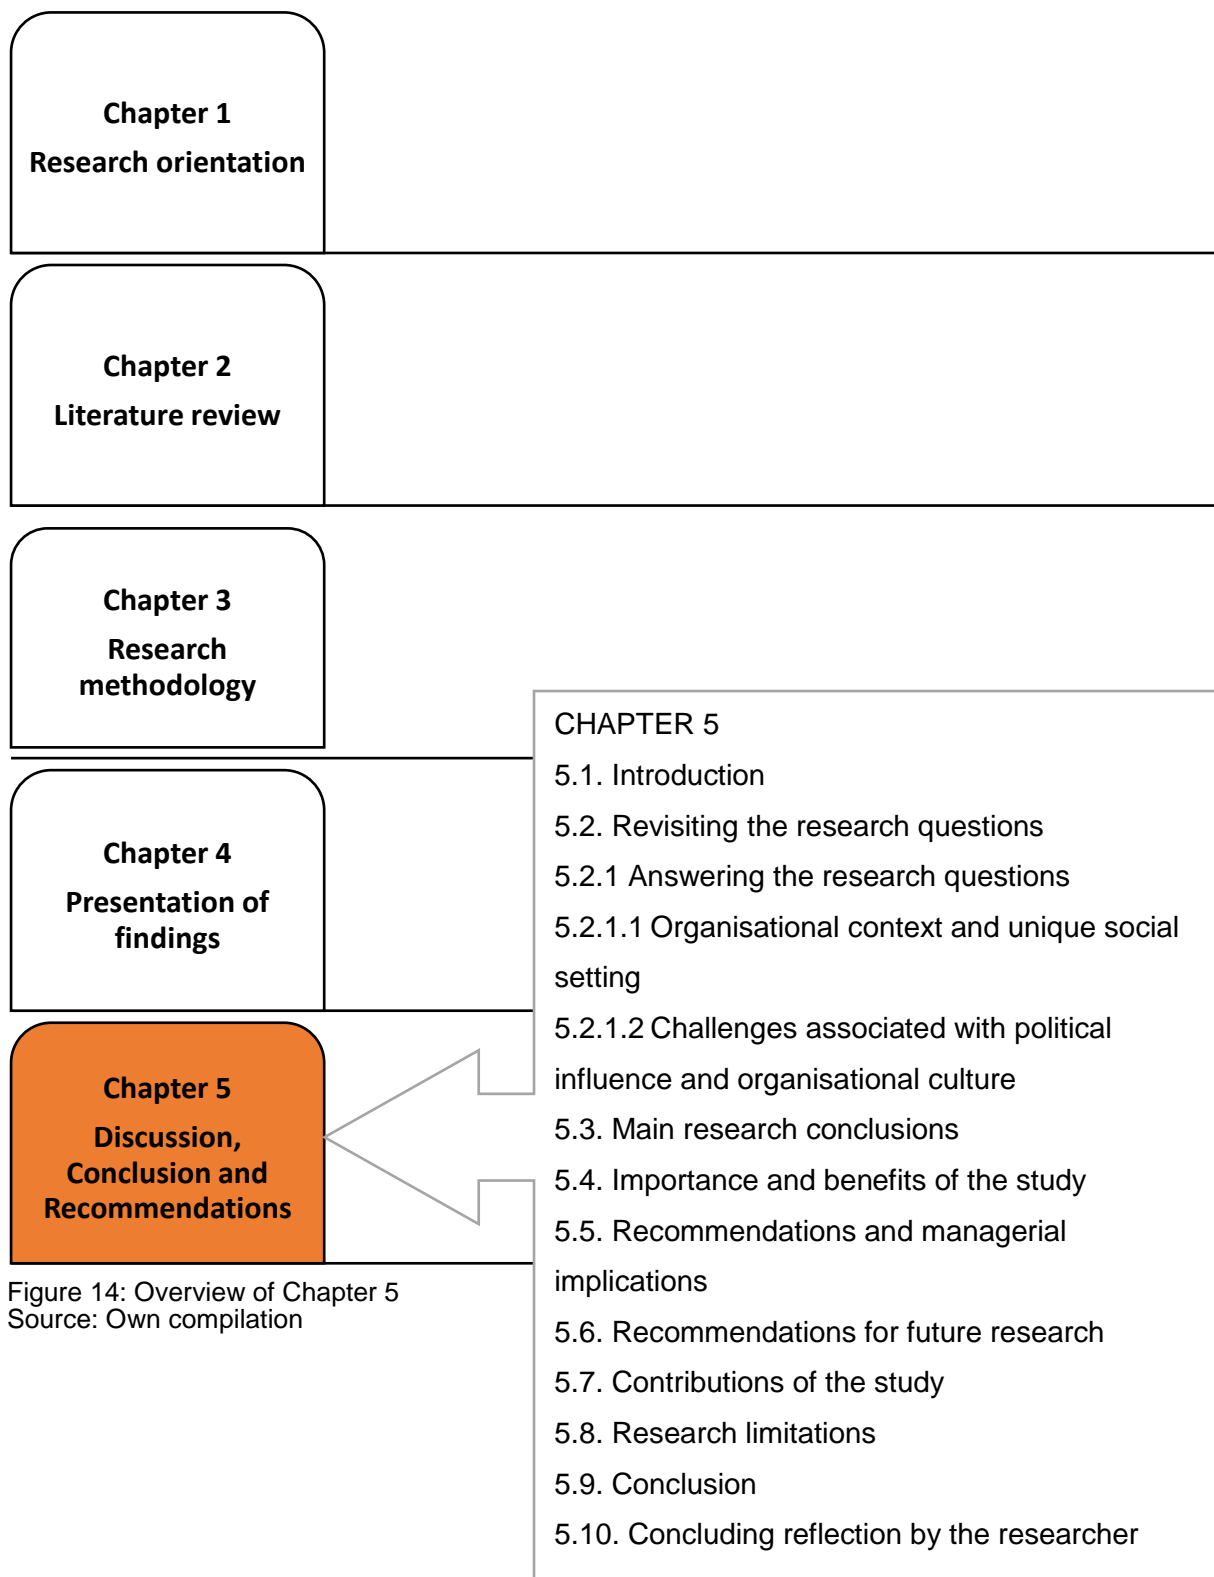 Chapter 1
Research orientation
Chapter 2
Literature review
Chapter 3
Research
methodology
Chapter 4
Presentation of
findings
Chapter 5
Discussion,
Conclusion and
Recommendations
CHAPTER 5
5.1. Introduction
5.2. Revisiting the research questions
5.2.1 Answering the research questions
5.2.1.1 Organisational context and unique social
setting
5.2.1.2 Challenges associated with political
influence and organisational culture
5.3. Main research conclusions
5.4. Importance and benefits of the study
5.5. Recommendations and managerial
implications
5.6. Recommendations for future research
5.7. Contributions of the study
5.8. Research limitations
5.9. Conclusion
5.10. Concluding reflection by the researcher
Figure 14: Overview of Chapter 5
Source: Own compilation